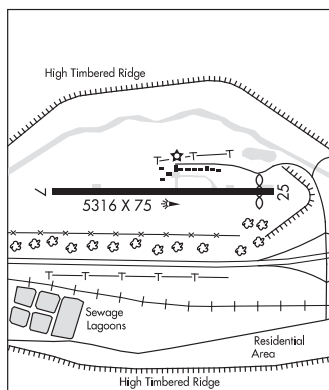 High Timbered Ridge
7
25
5316 X 75
Sewage
Lagoons
Residential
Area
High Timbered Ridge